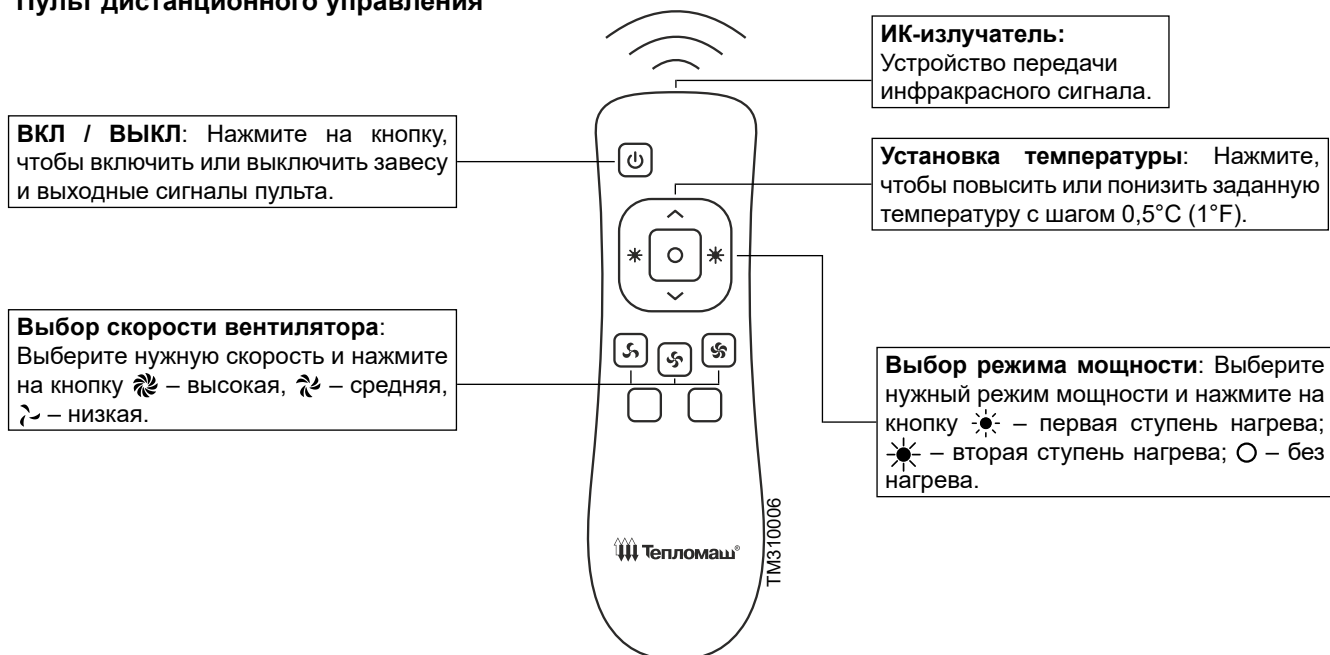 Пульт дистанционного управления
ИК-излучатель:
Устройство передачи
инфракрасного сигнала.
ВКЛ / ВЫКЛ: Нажмите на кнопку,
чтобы включить или выключить завесу
и выходные сигналы пульта.
Установка температуры: Нажмите,
чтобы повысить или понизить заданную
температуру с шагом 0,5°C (1°F).
Выбор скорости вентилятора:
Выберите нужную скорость и нажмите
на кнопку – высокая, – средняя,
– низкая.
Выбор режима мощности: Выберите
нужный режим мощности и нажмите на
кнопку – первая ступень нагрева;
– вторая ступень нагрева; – без
нагрева.
Тепломаш®
TM310006